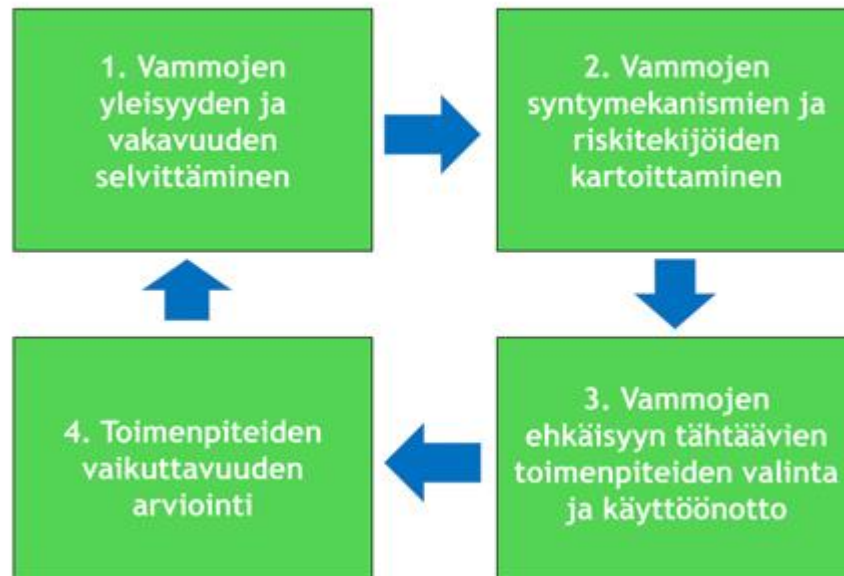 1. Vammojen
yleisyyden ja
vakavuuden
selvittäminen
2. Vammojen
syntymekanismien ja
riskitekijöiden
kartoittaminen
3. Vammojen
ehkäisyyn tähtäävien
toimenpiteiden valinta
ja käyttöönotto
4. Toimenpiteiden
vaikuttavuuden
arviointi